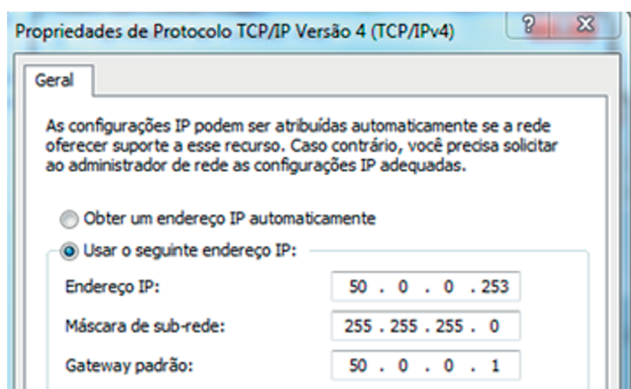 Propriedades de Protocolo TCP/IP Versão 4 (TCP/IPv4)
Geral
As configurações IP podem ser atribuídas automaticamente se a rede
oferecer suporte a esse recurso. Caso contrário, você precisa solicitar
ao administrador de rede as configurações IP adequadas.
Obter um endereço IP automaticamente
Usar o seguinte endereço IP:
Endereço IP: 50 . 0 . 0 . 253
Máscara de sub-rede: 255 . 255 . 255 . 0
Gateway padrão: 50 . 0 . 0 . 1